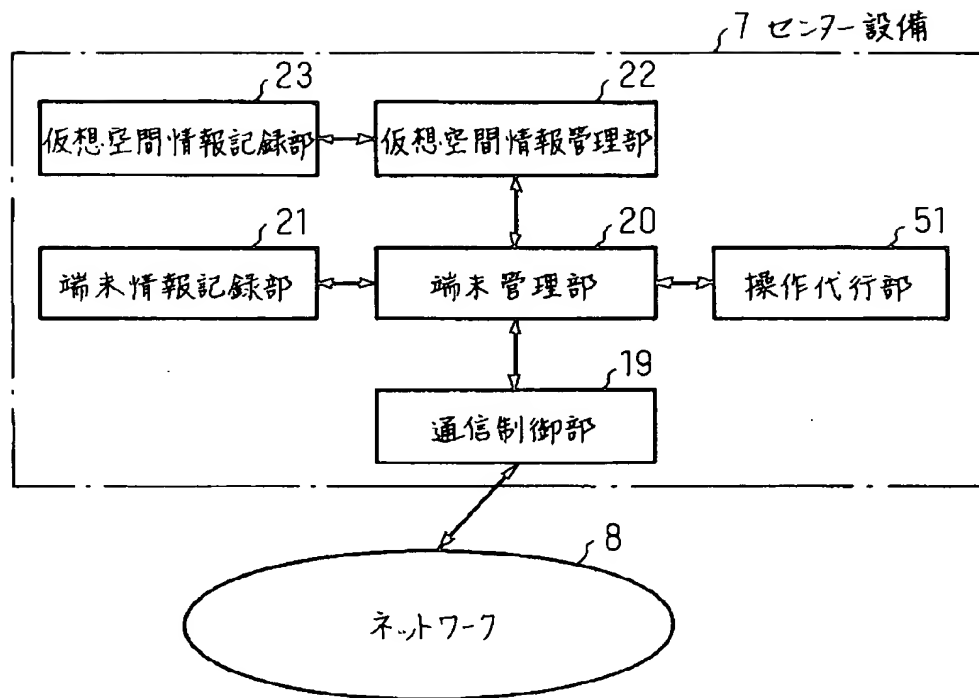 7 センター設備
23
22
仮想空間情報記録部
仮想空間情報管理部
21
20
51
端末情報記録部
端末管理部
操作代行部
19
通信制御部
8
ネットワーク